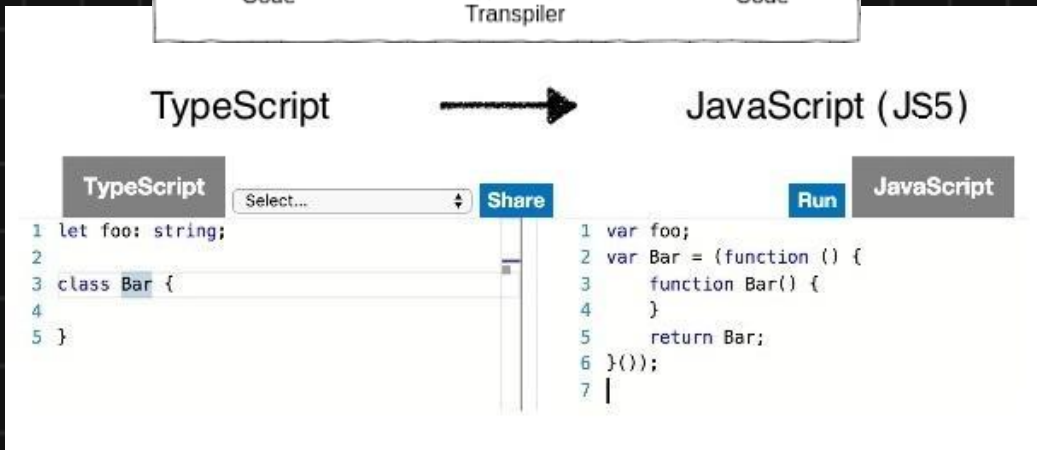 Transpiler
TypeScript
JavaScript (JS5)
TypeScript
Select...
Share
Run
JavaScript
1 let foo: string;
2
3 class Bar {
4
5 }
1 var foo;
2 var Bar = (function () {
3     function Bar() {
4     }
5     return Bar;
6 }());
7